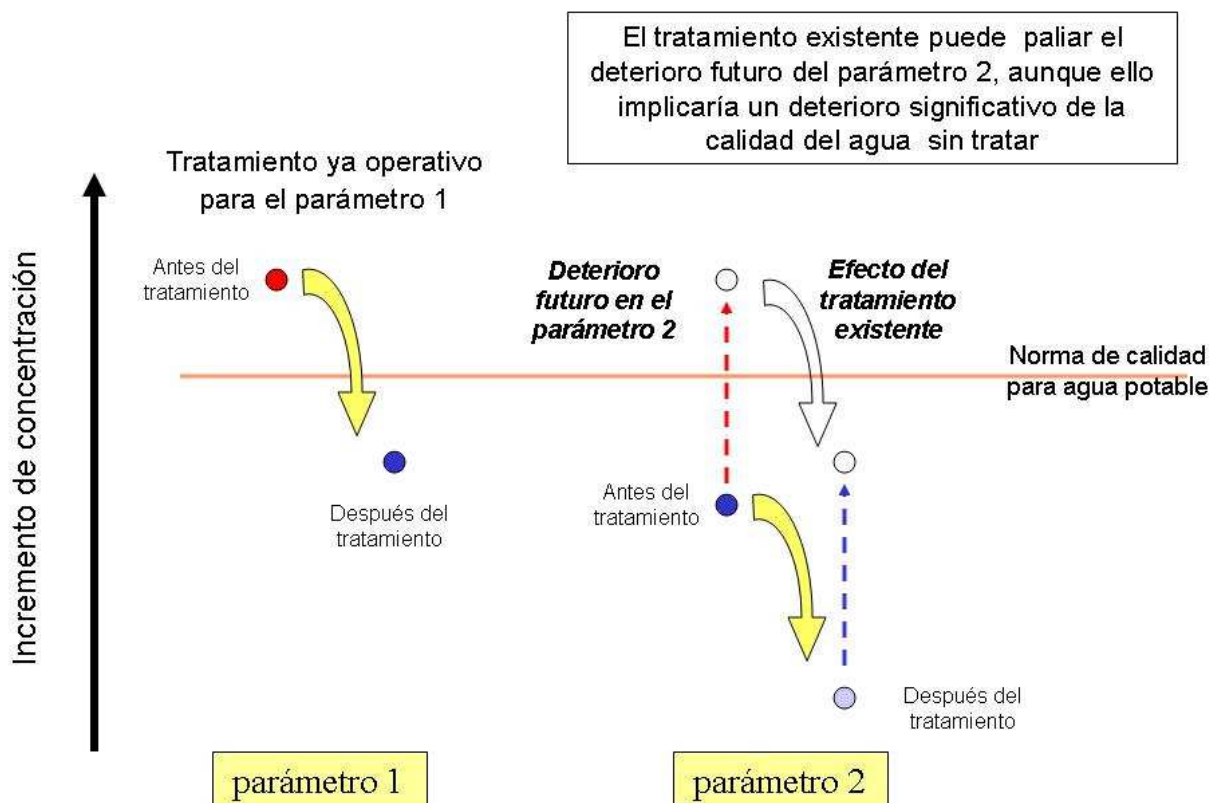 El tratamiento existente puede paliar el
deterioro futuro del parámetro 2, aunque ello
implicaría un deterioro significativo de la
calidad del agua sin tratar
Tratamiento ya operativo
para el parámetro 1
Incremento de concentración
Antes del
tratamiento
Después del
tratamiento
Deterioro
futuro en el
parámetro 2
Efecto del
tratamiento
existente
Norma de calidad
para agua potable
Antes del
tratamiento
Después del
tratamiento
parámetro 1
parámetro 2